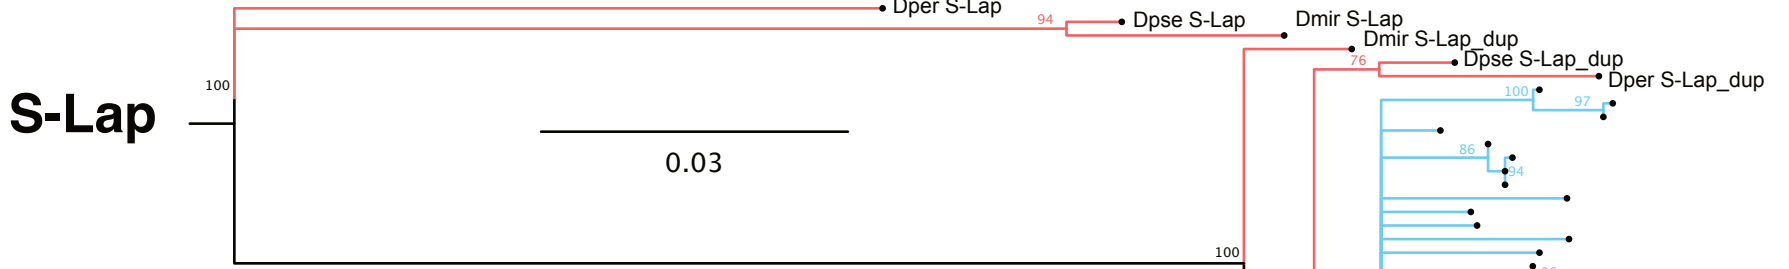 Dper S-Lap
94
Dpse S-Lap
Dmir S-Lap
Dmir S-Lap_dup
76
Dpse S-Lap_dup
Dper S-Lap_dup
100
100
97
S-Lap
0.03
86
94
100